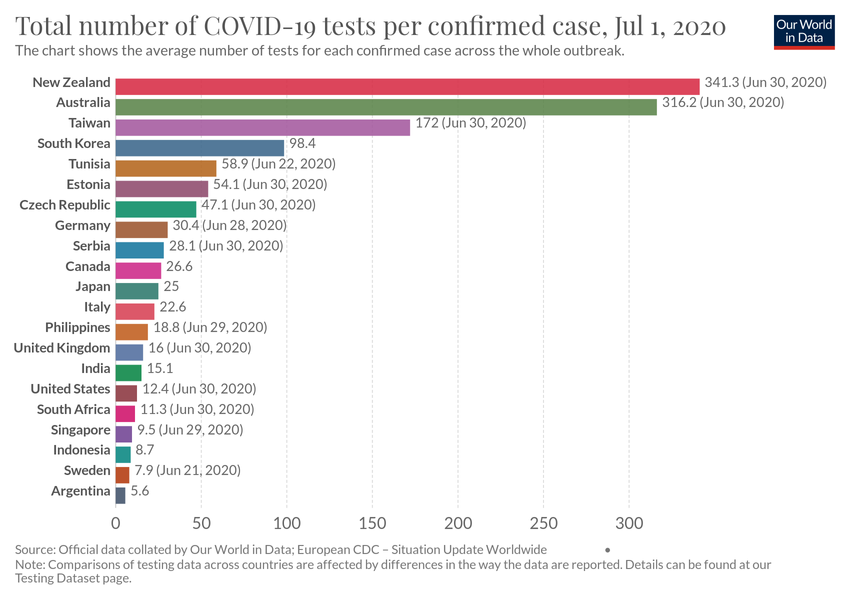 Total number of COVID-19 tests per confirmed case, Jul 1, 2020
The chart shows the average number of tests for each confirmed case across the whole outbreak.
Our World
in Data
New Zealand 341.3 (Jun 30, 2020)
Australia 316.2 (Jun 30, 2020)
Taiwan 172 (Jun 30, 2020)
South Korea 98.4
Tunisia 58.9 (Jun 22, 2020)
Estonia 54.1 (Jun 30, 2020)
Czech Republic 47.1 (Jun 30, 2020)
Germany 30.4 (Jun 28, 2020)
Serbia 28.1 (Jun 30, 2020)
Canada 26.6
Japan 25
Italy 22.6
Philippines 18.8 (Jun 29, 2020)
United Kingdom 16 (Jun 30, 2020)
India 15.1
United States 12.4 (Jun 30, 2020)
South Africa 11.3 (Jun 30, 2020)
Singapore 9.5 (Jun 29, 2020)
Indonesia 8.7
Sweden 7.9 (Jun 21, 2020)
Argentina 5.6
0 50 100 150 200 250 300
Source: Official data collated by Our World in Data; European CDC – Situation Update Worldwide •
Note: Comparisons of testing data across countries are affected by differences in the way the data are reported. Details can be found at our
Testing Dataset page.